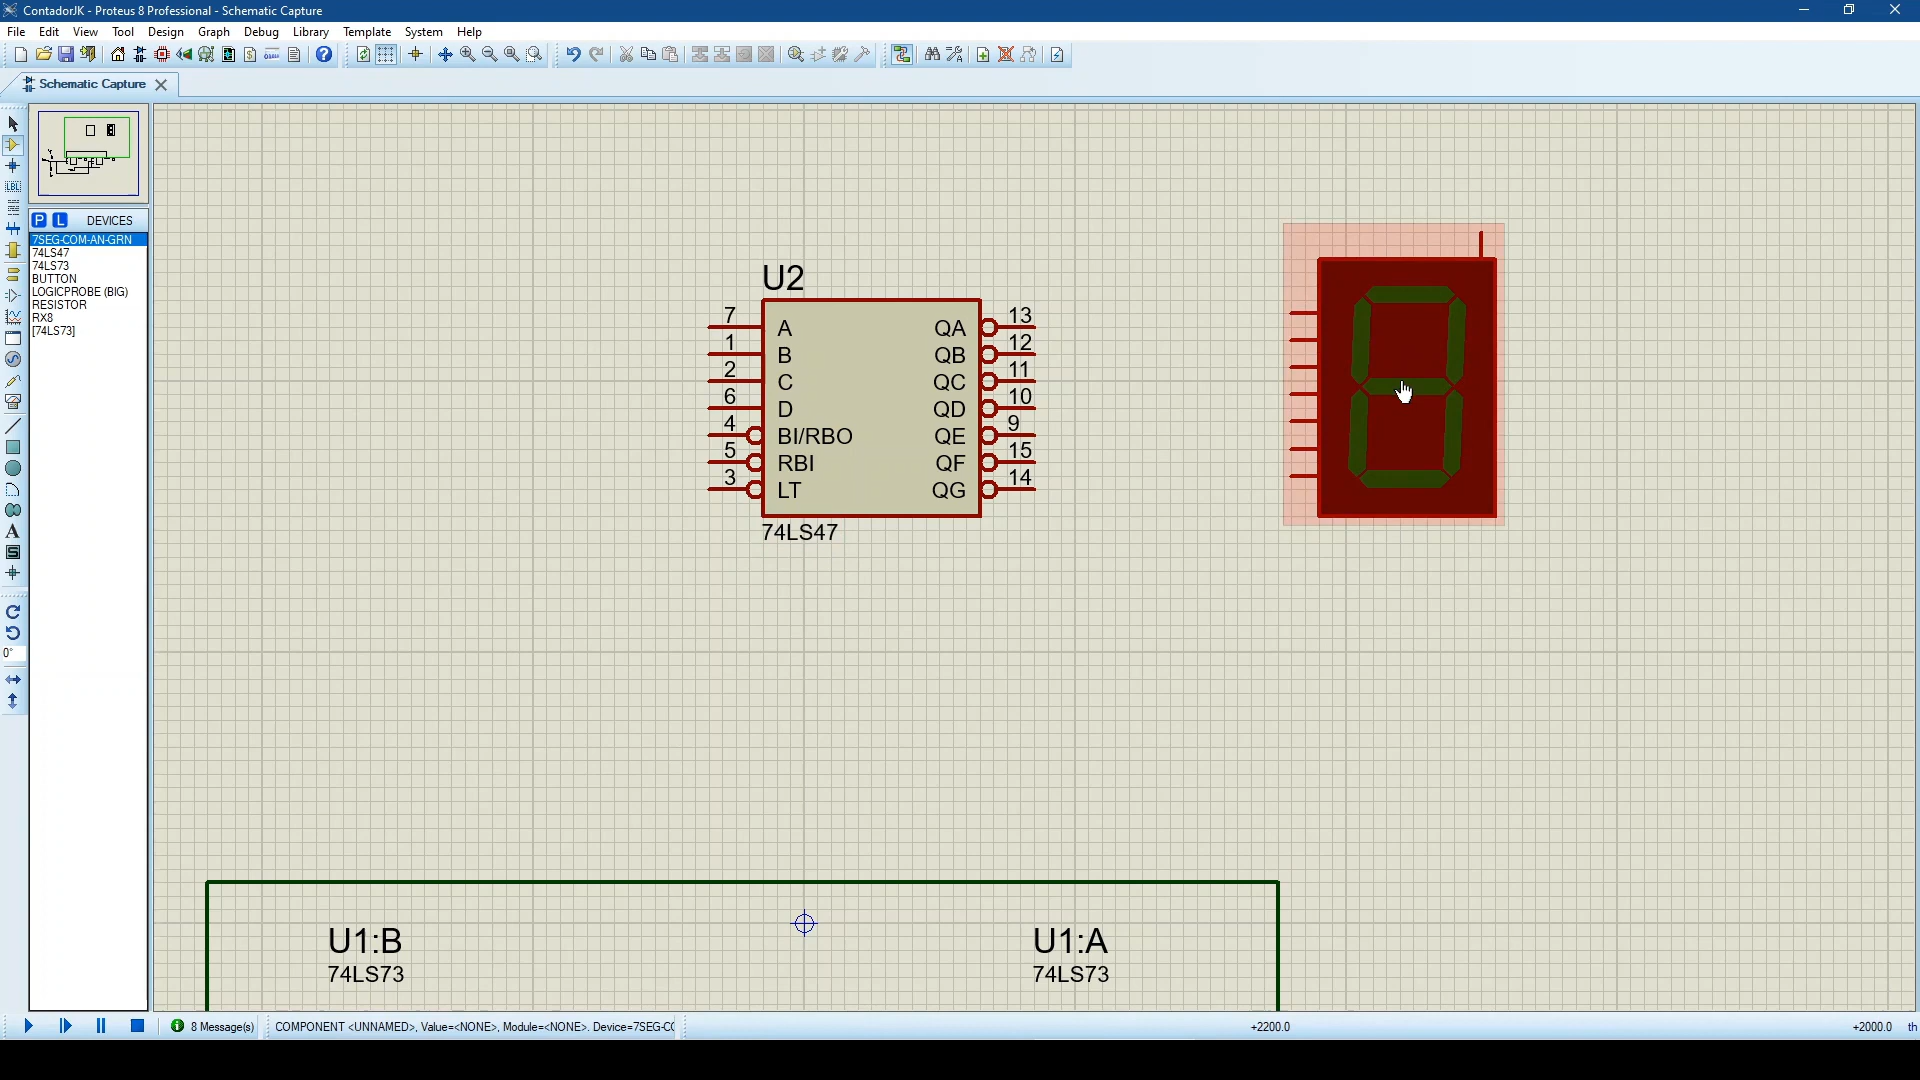 ContadorJK - Proteus 8 Professional - Schematic Capture
File Edit View Tool Design Graph Debug Library Template System Help
Schematic Capture
P L DEVICES
7SEG-COM-AN-GRN
74LS47
74LS73
BUTTON
LOGICPROBE (BIG)
RESISTOR
RX8
[74LS73]
LBL
A
S
0°
U2
7 A QA 13
1 B QB 12
2 C QC 11
6 D QD 10
4 BI/RBO QE 9
5 RBI QF 15
3 LT QG 14
74LS47
U1:B U1:A
74LS73 74LS73
8 Message(s) COMPONENT <UNNAMED>, Value=<NONE>, Module=<NONE>. Device=7SEG-CO +2200.0 +2000.0 th